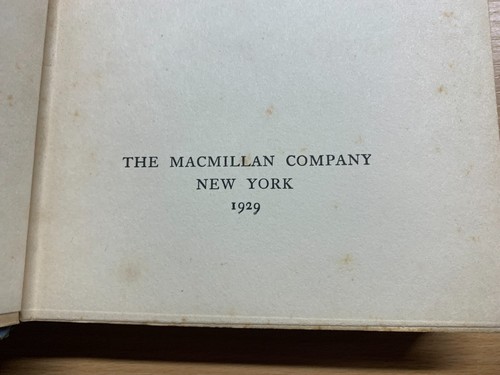 THE MACMILLAN COMPANY
NEW YORK
1929